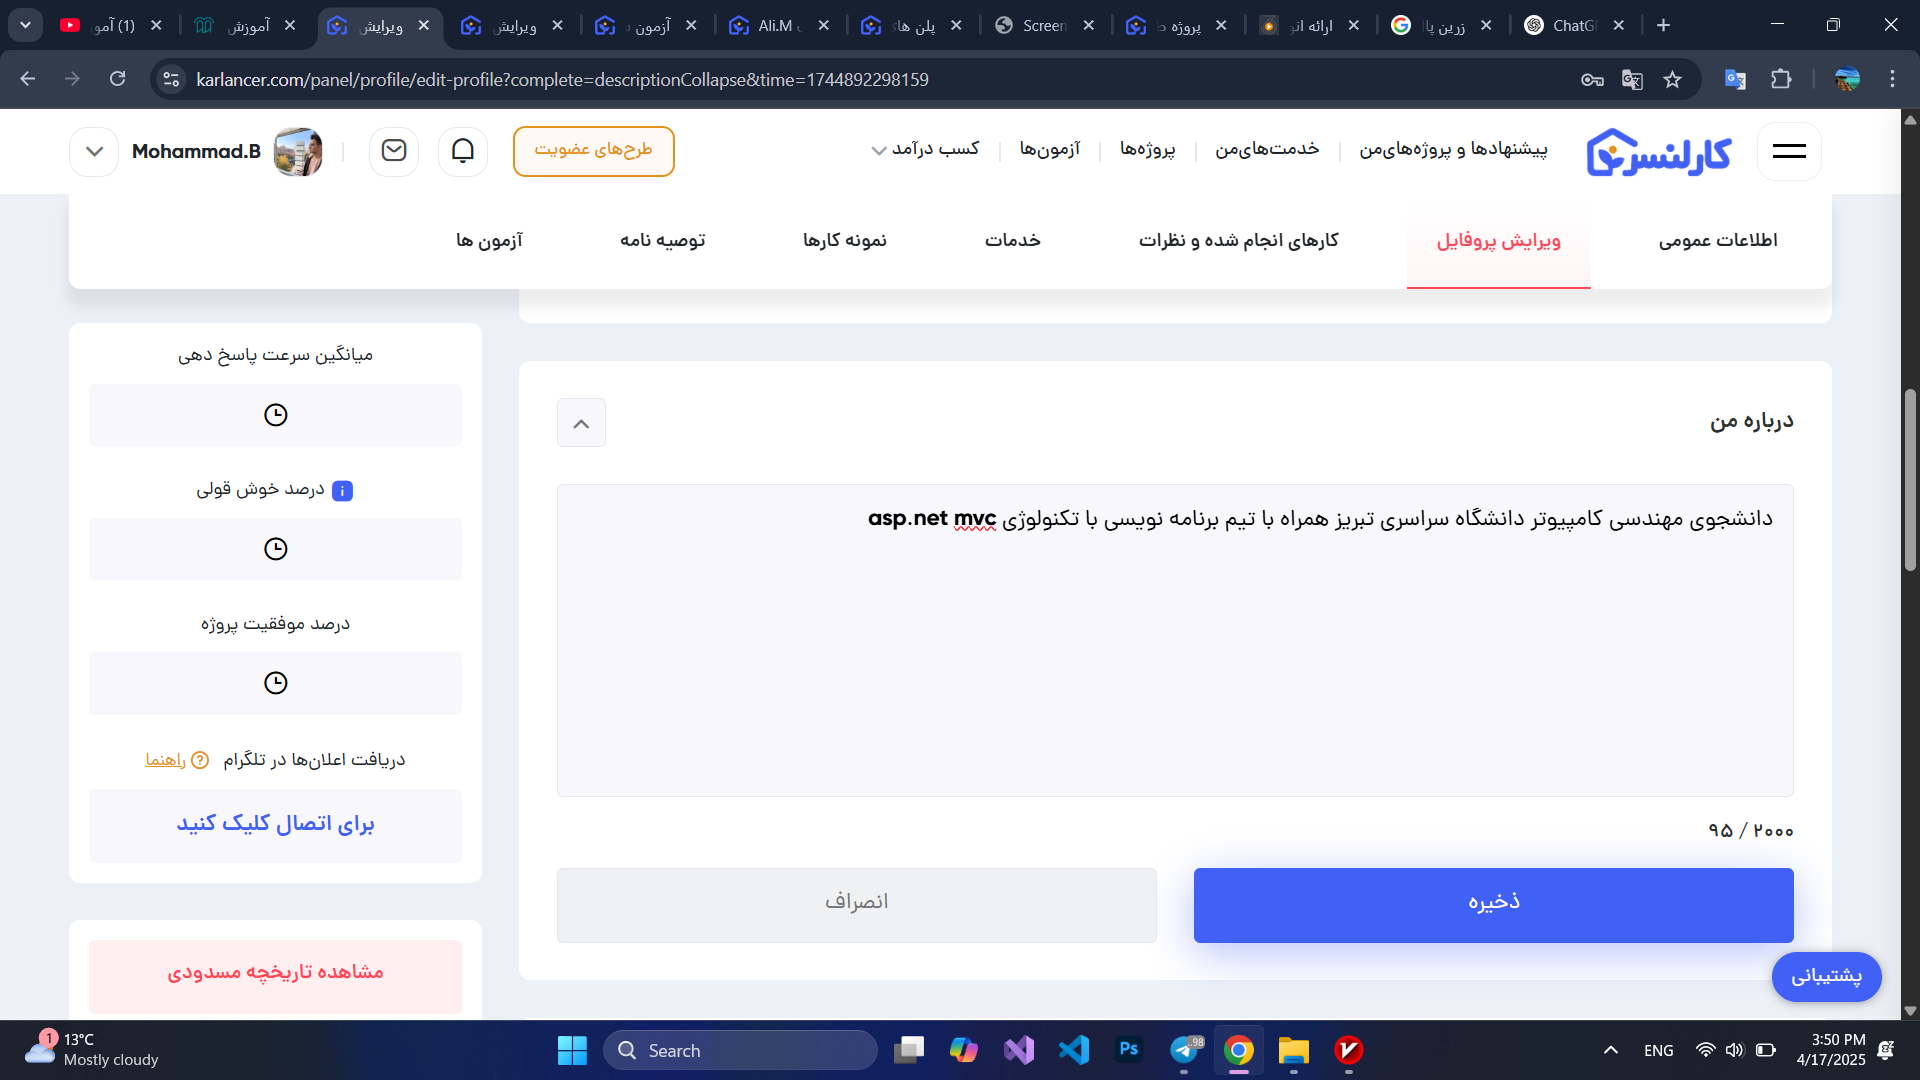 (1) آمو
آموزش
ویرایش
ویرایش
آزمون
Ali.M
پلن های
Screen
پروژه
ارائه انو
زرین پا
ChatG
karlancer.com/panel/profile/edit-profile?complete=descriptionCollapse&time=1744892298159
کارلنسر
پیشنهادها و پروژه‌های‌من
خدمت‌های‌من
پروژه‌ها
آزمون‌ها
کسب درآمد
طرح‌های عضویت
Mohammad.B
اطلاعات عمومی
ویرایش پروفایل
کارهای انجام شده و نظرات
خدمات
نمونه کارها
توصیه نامه
آزمون ها
درباره من
دانشجوی مهندسی کامپیوتر دانشگاه سراسری تبریز همراه با تیم برنامه نویسی با تکنولوژی asp.net mvc
۹۵ / ۲۰۰۰
ذخیره
انصراف
میانگین سرعت پاسخ دهی
درصد خوش قولی
درصد موفقیت پروژه
دریافت اعلان‌ها در تلگرام
راهنما
برای اتصال کلیک کنید
مشاهده تاریخچه مسدودی
پشتیبانی
1
13°C
Mostly cloudy
Search
Ps
.98
ENG
3:50 PM
4/17/2025